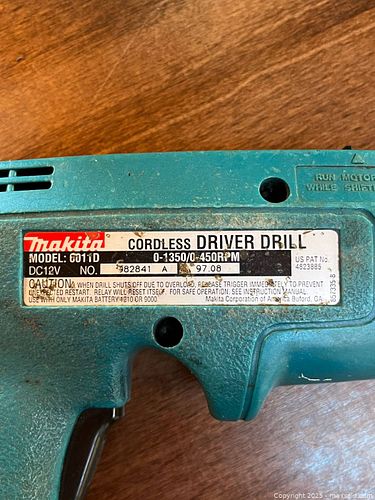 RUN MOTOR
WHILE SHIFT
makita CORDLESS DRIVER DRILL
MODEL: 6011D 0-1350/0-450RPM
US PAT No.
4823885
DC12V NO. 982841 A 97.08
CAUTION: WHEN DRILL SHUTS OFF DUE TO OVERLOAD, RELEASE TRIGGER IMMEDIATELY TO PREVENT
UNEXPECTED RESTART. RELAY WILL RESET ITSELF. FOR SAFE OPERATION, SEE INSTRUCTION MANUAL.
USE WITH ONLY MAKITA BATTERY 1210 OR 9000 Makita Corporation of America Buford, GA.
Copyright 2025 -